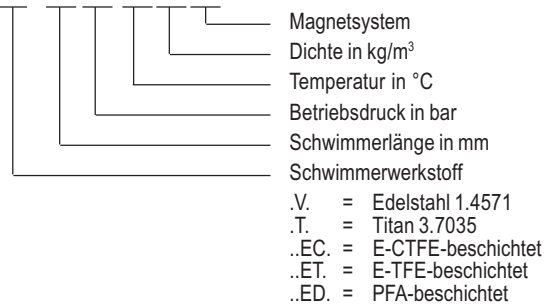 Magnetsystem
Dichte in kg/m³
Temperatur in °C
Betriebsdruck in bar
Schwimmerlänge in mm
Schwimmerwerkstoff
.V. = Edelstahl 1.4571
.T. = Titan 3.7035
..EC. = E-CTFE-beschichtet
..ET. = E-TFE-beschichtet
..ED. = PFA-beschichtet